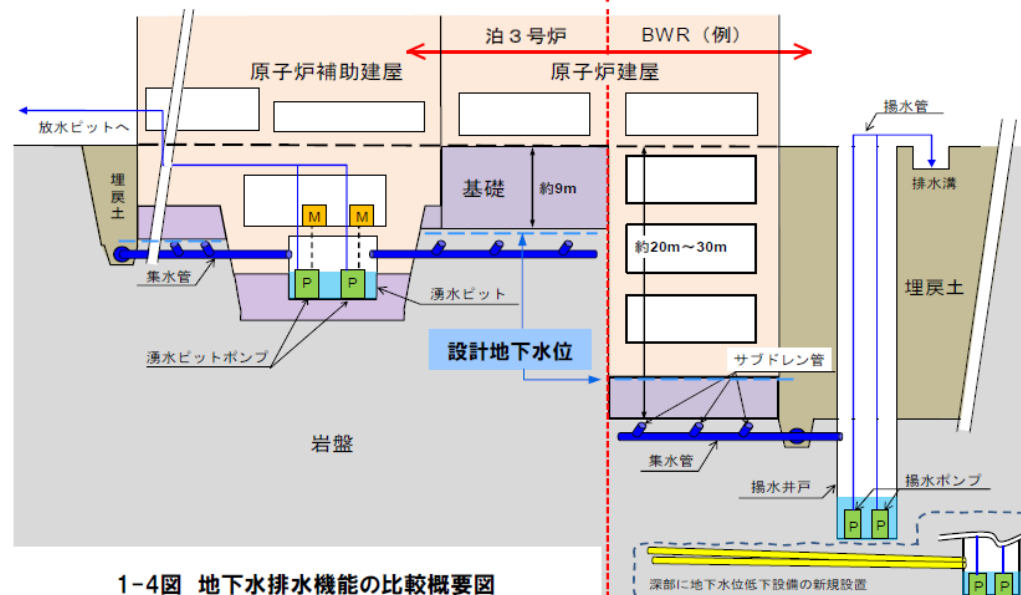 泊３号炉
BWR（例）
原子炉補助建屋
原子炉建屋
揚水管
放水ピットへ
埋戻土
基礎
約9m
排水溝
M
M
約20m～30m
集水管
P
P
湧水ピット
埋戻土
湧水ピットポンプ
設計地下水位
サブドレン管
岩盤
集水管
揚水井戸
揚水ポンプ
P
P
深部に地下水位低下設備の新規設置
P
P
1-4図 地下水排水機能の比較概要図